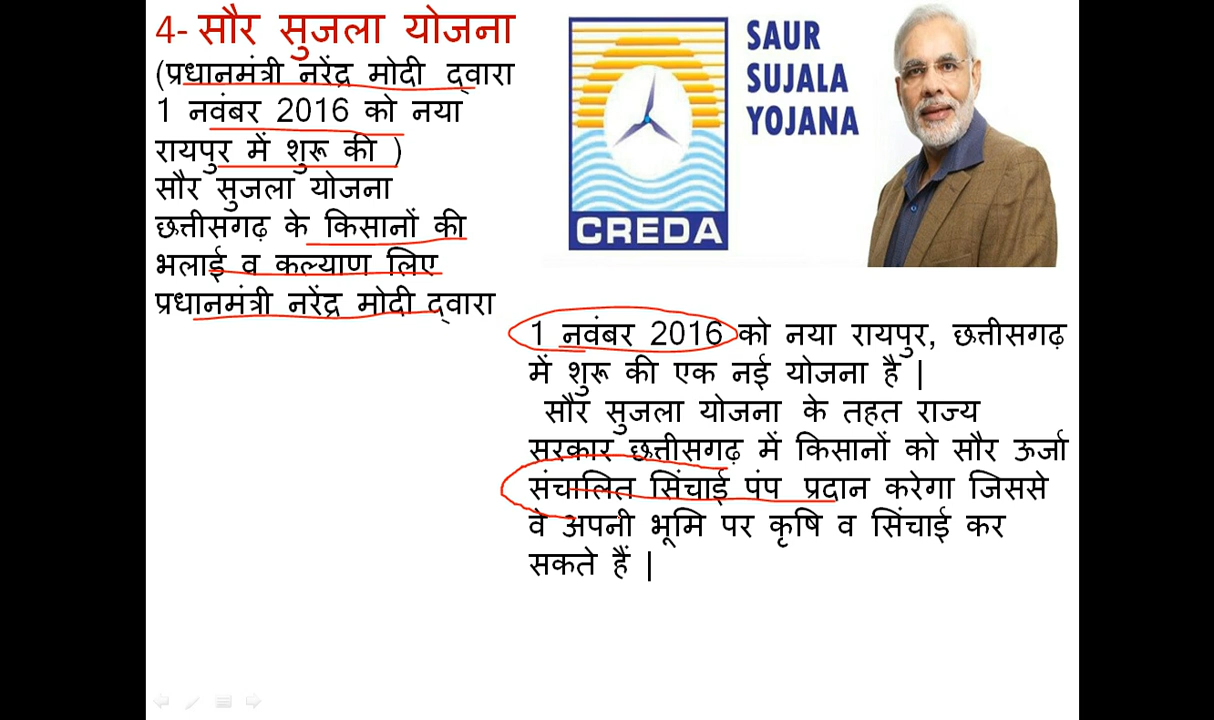 4- सौर सुजला योजना
(प्रधानमंत्री नरेंद्र मोदी द्वारा
1 नवंबर 2016 को नया
रायपुर में शुरू की )
सौर सुजला योजना
छत्तीसगढ़ के किसानों की
भलाई व कल्याण लिए
प्रधानमंत्री नरेंद्र मोदी द्वारा
CREDA
SAUR
SUJALA
YOJANA
1 नवंबर 2016 को नया रायपुर, छत्तीसगढ़
में शुरू की एक नई योजना है |
सौर सुजला योजना के तहत राज्य
सरकार छत्तीसगढ़ में किसानों को सौर ऊर्जा
संचालित सिंचाई पंप प्रदान करेगा जिससे
वे अपनी भूमि पर कृषि व सिंचाई कर
सकते हैं |